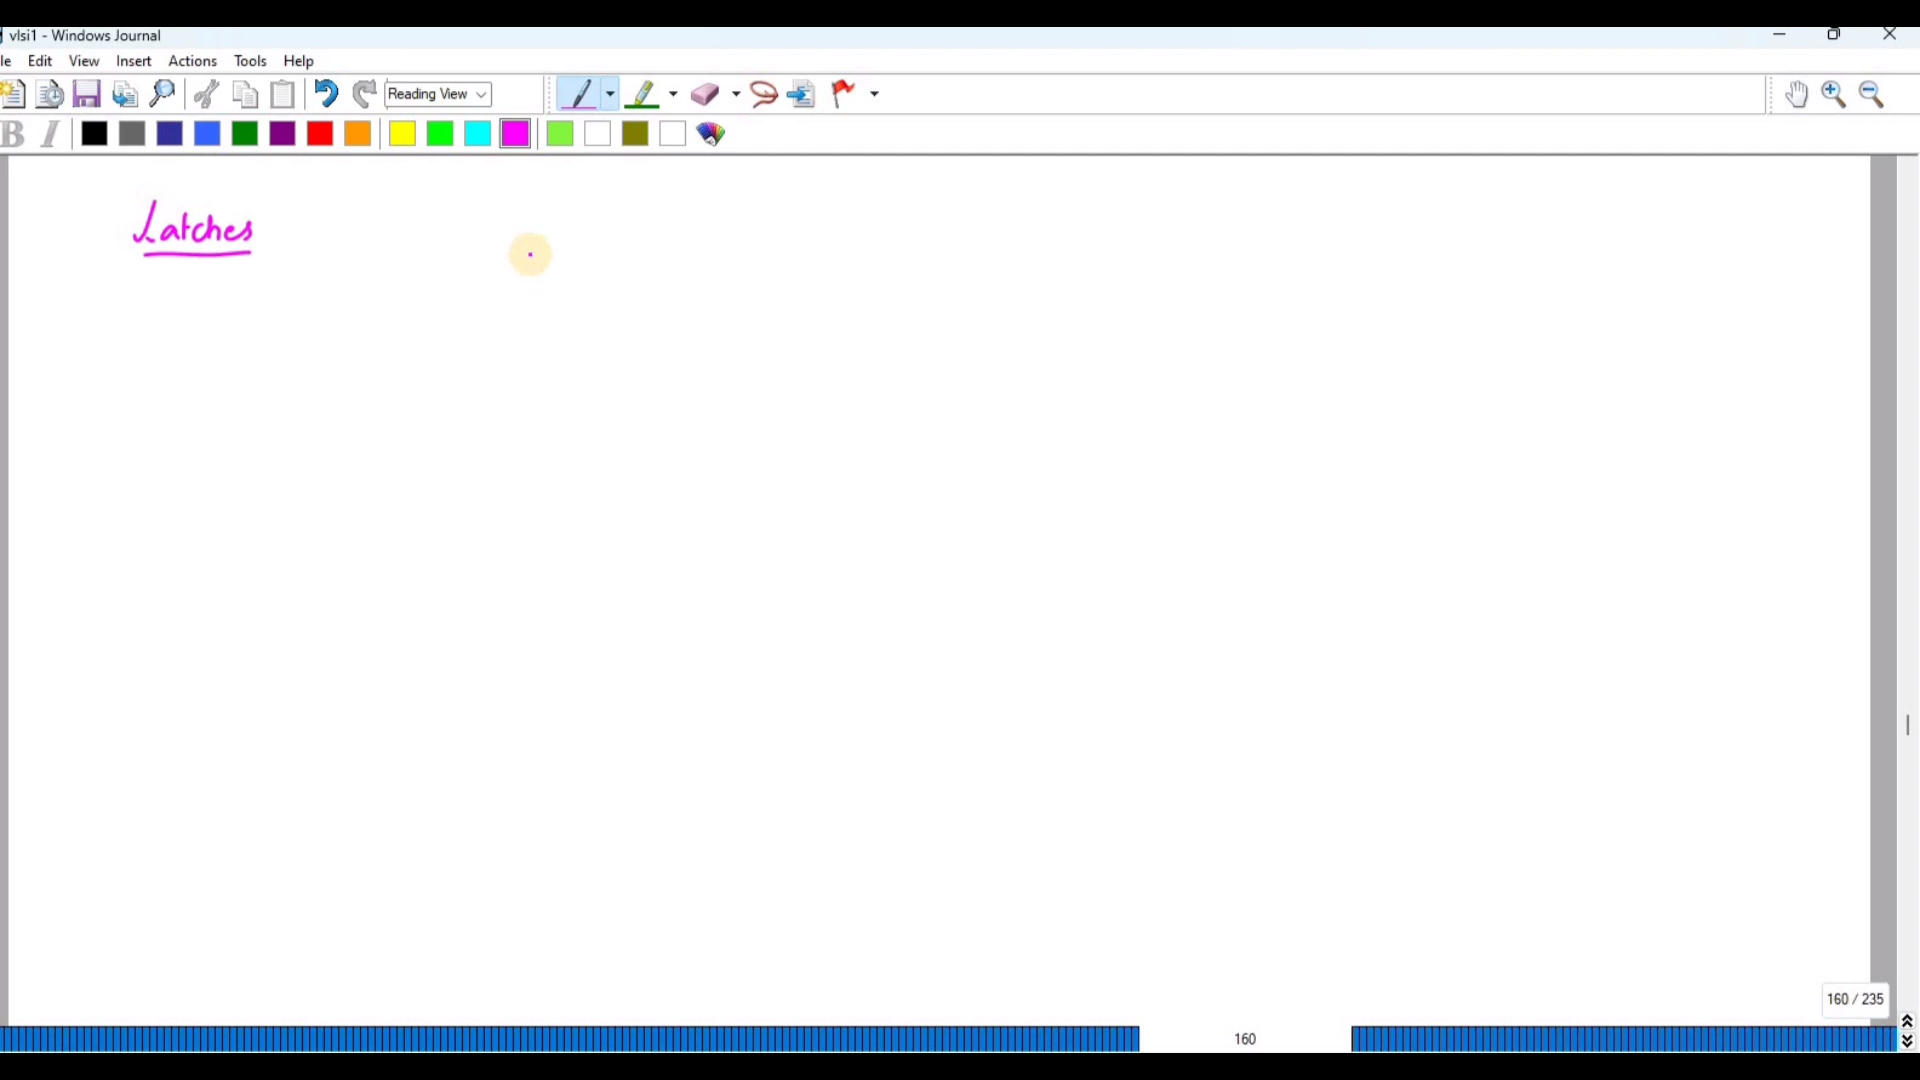 vlsi1 - Windows Journal
le Edit View Insert Actions Tools Help
Reading View
B I
Latches
160 / 235
160